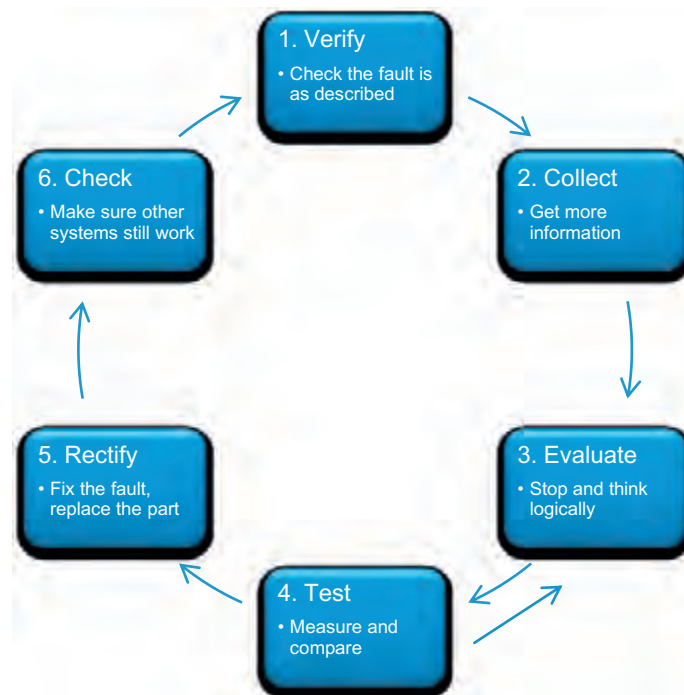 1. Verify
• Check the fault is
as described
2. Collect
• Get more
information
3. Evaluate
• Stop and think
logically
4. Test
• Measure and
compare
5. Rectify
• Fix the fault,
replace the part
6. Check
• Make sure other
systems still work